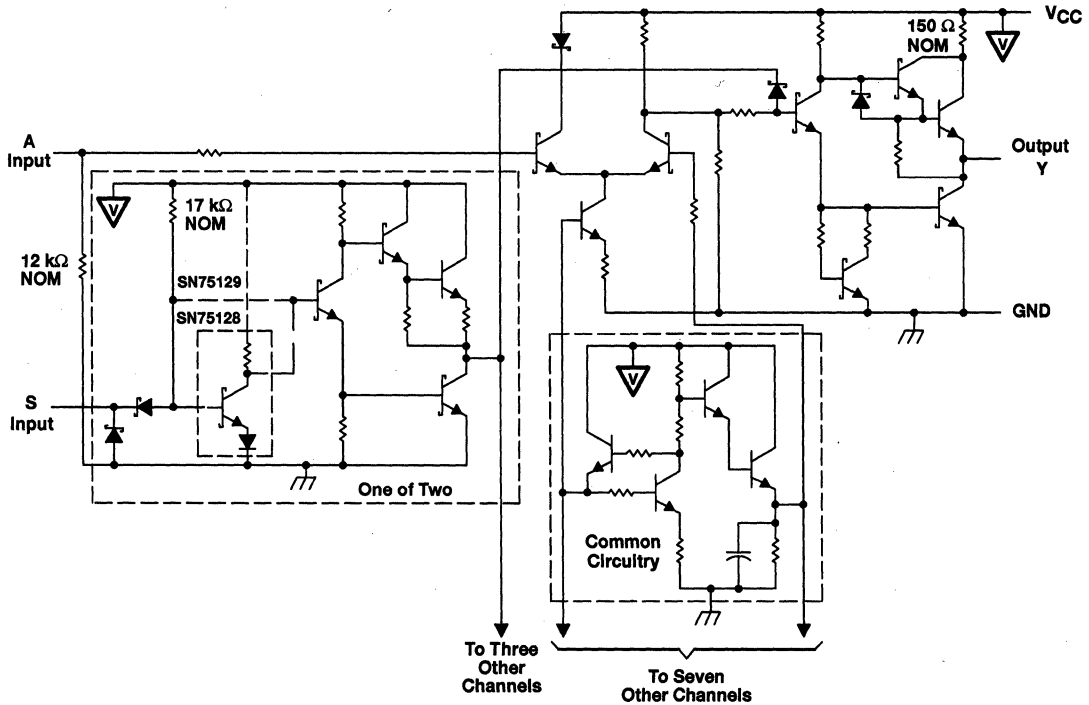 VCC
150 Ω
NOM
V
A
Input
Output
Y
V
17 kΩ
NOM
12 kΩ
NOM
SN75129
SN75128
GND
S
Input
V
One of Two
Common
Circuitry
To Three
Other
Channels
To Seven
Other Channels